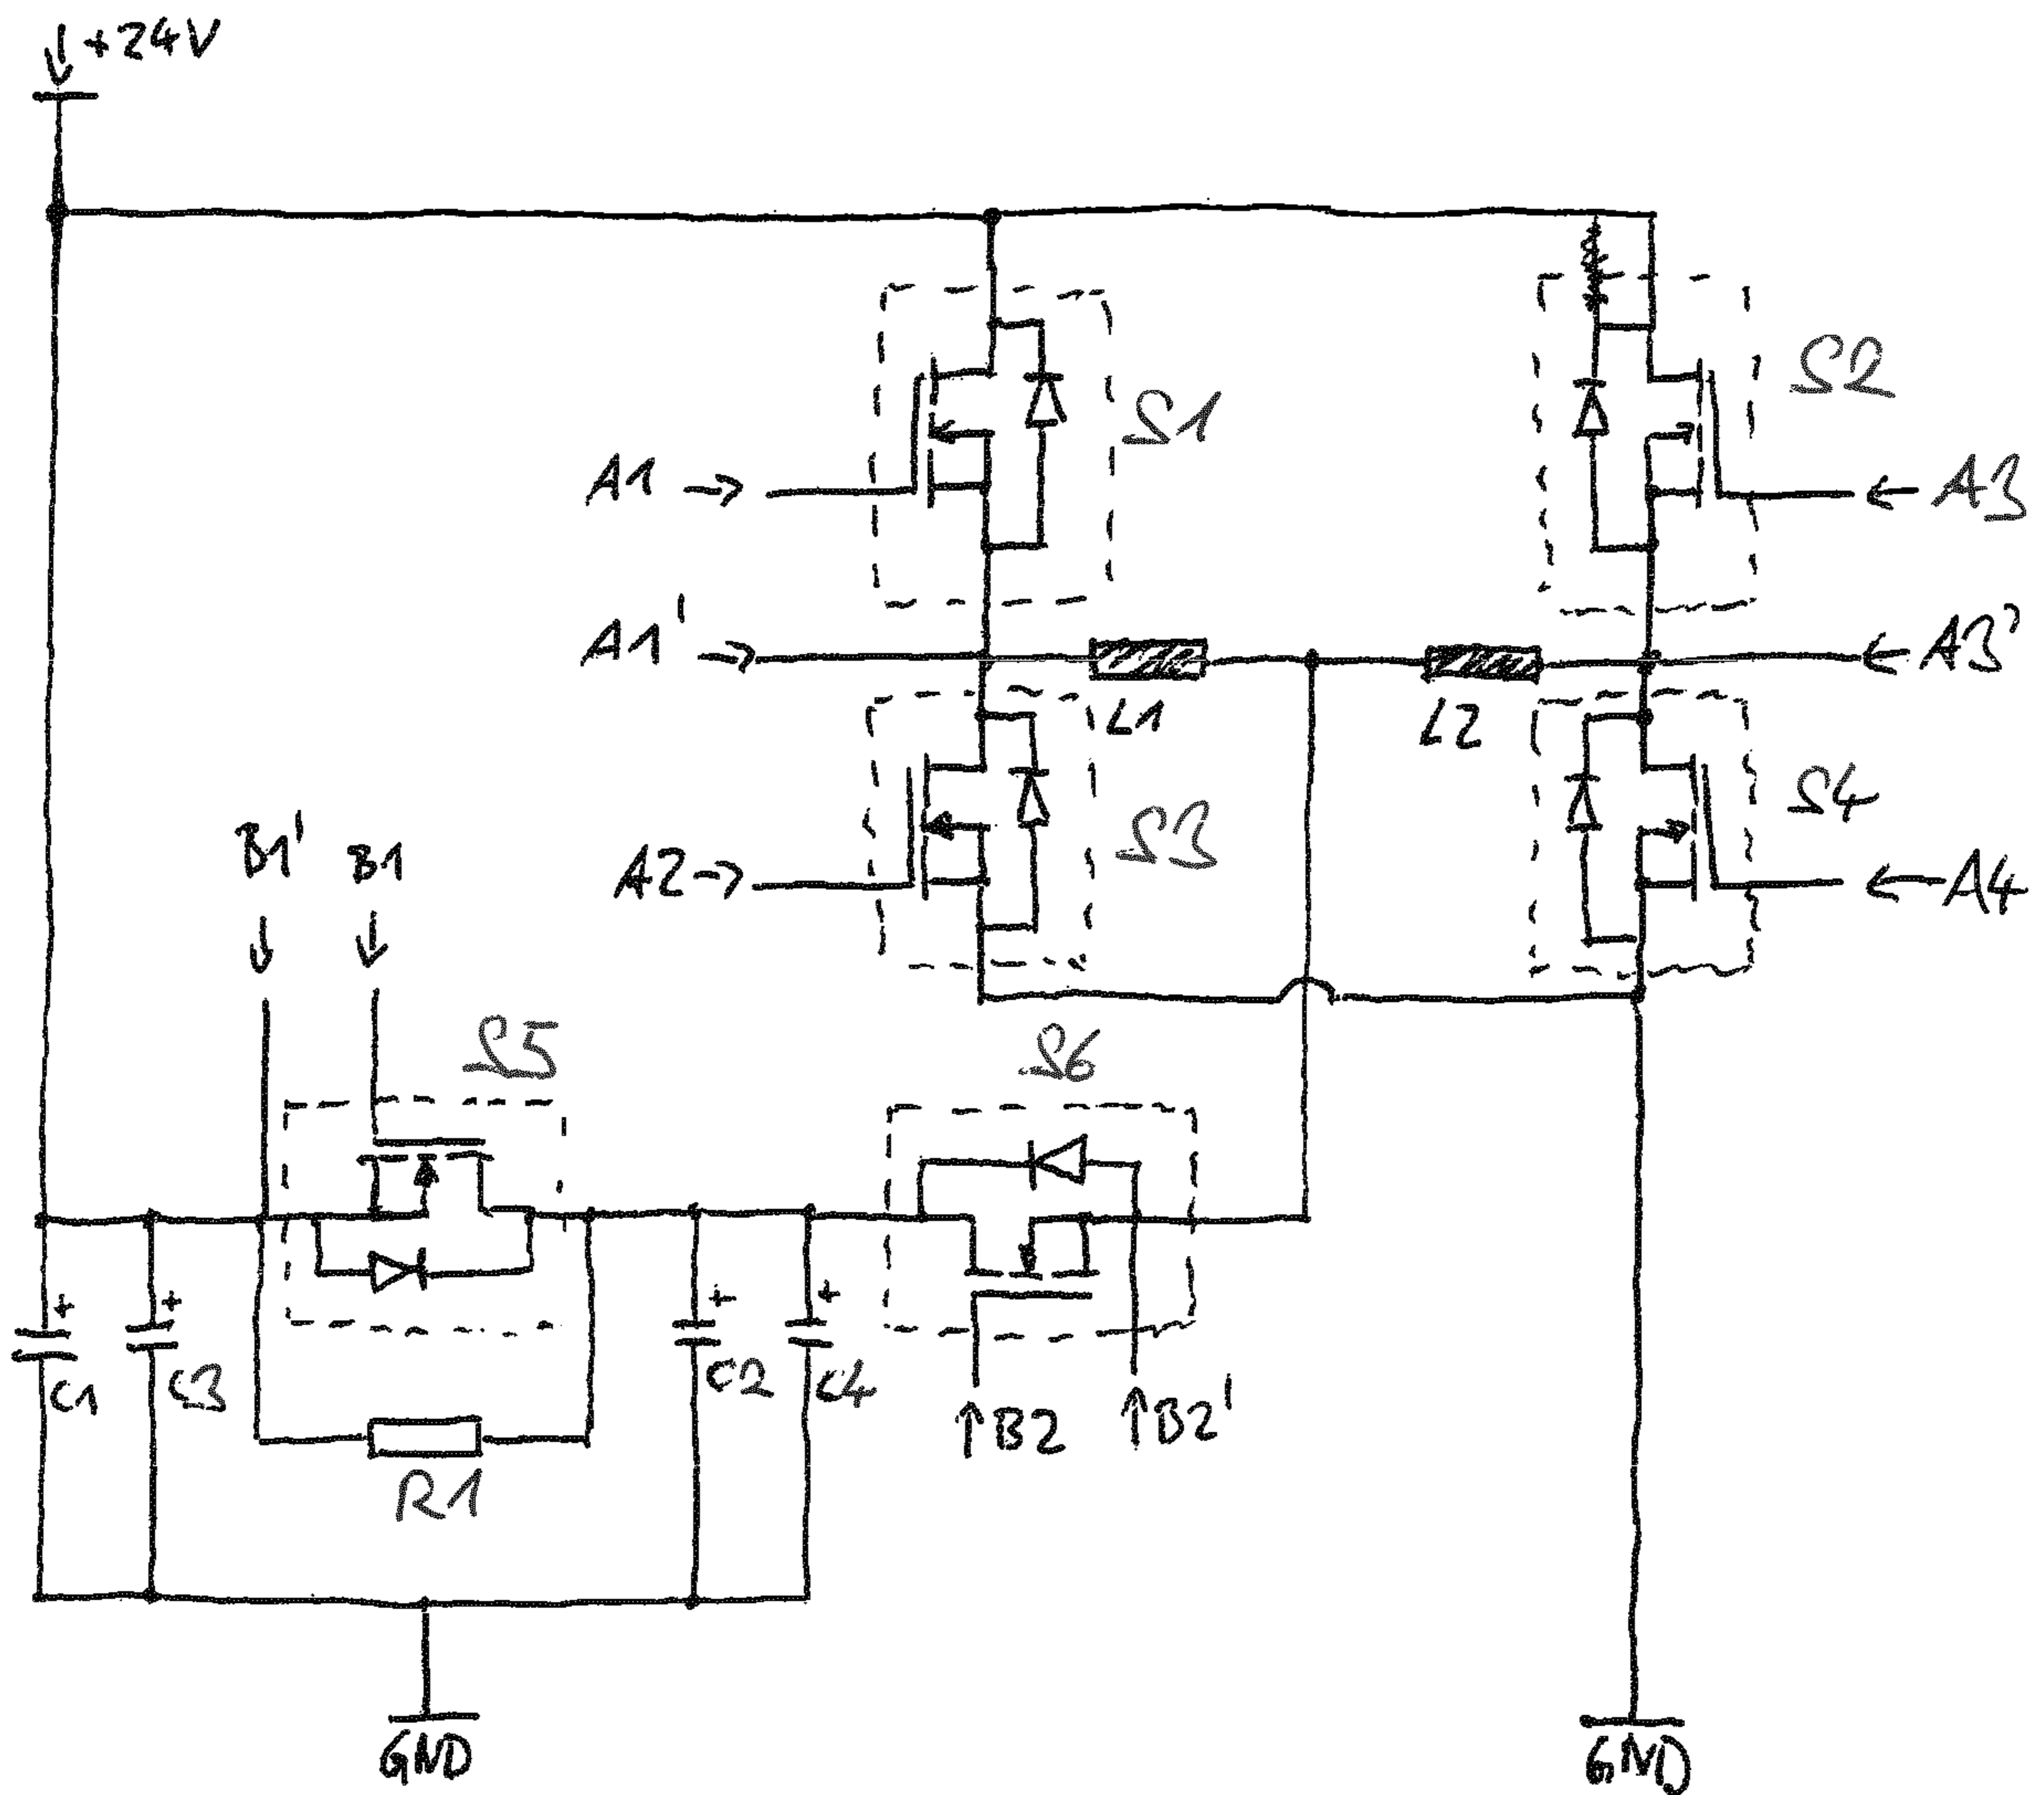 +24V
S2
S1
A1
A3
A1'
A3'
L1
L2
S4
S3
B1'
B1
A2
A4
S5
S6
+
+
+
+
C1
C3
C2
C4
B2
B2'
R1
GND
GND